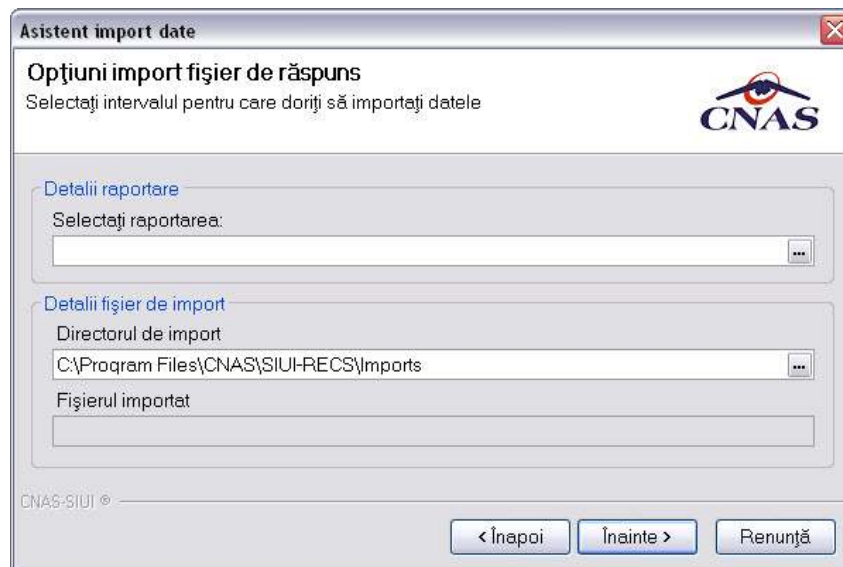 Asistent import date
Opţiuni import fişier de răspuns
Selectaţi intervalul pentru care doriţi să importaţi datele
CNAS
Detalii raportare
Selectaţi raportarea:
...
Detalii fişier de import
Directorul de import
C:\Program Files\CNAS\SIUI-RECS\Imports
...
Fişierul importat
CNAS-SIUI ®
< Înapoi
Înainte >
Renunţă